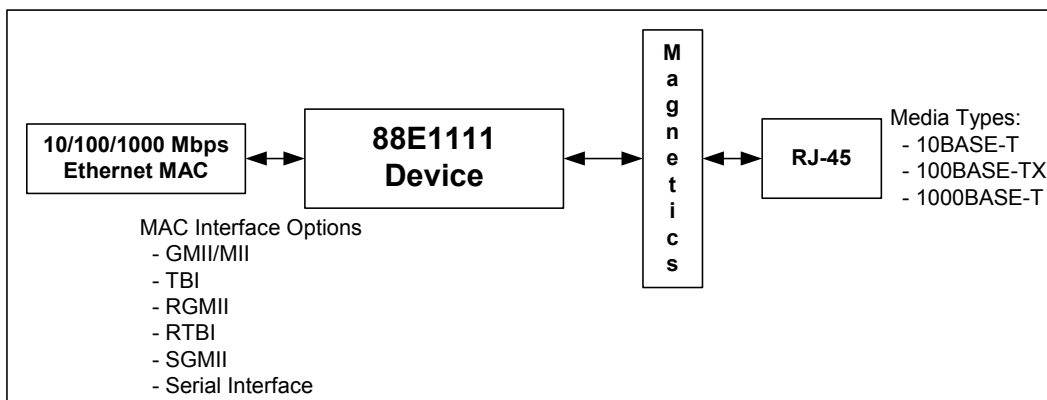 10/100/1000 Mbps
Ethernet MAC
88E1111
Device
Magnetics
RJ-45
Media Types:
- 10BASE-T
- 100BASE-TX
- 1000BASE-T
MAC Interface Options
- GMII/MII
- TBI
- RGMII
- RTBI
- SGMII
- Serial Interface